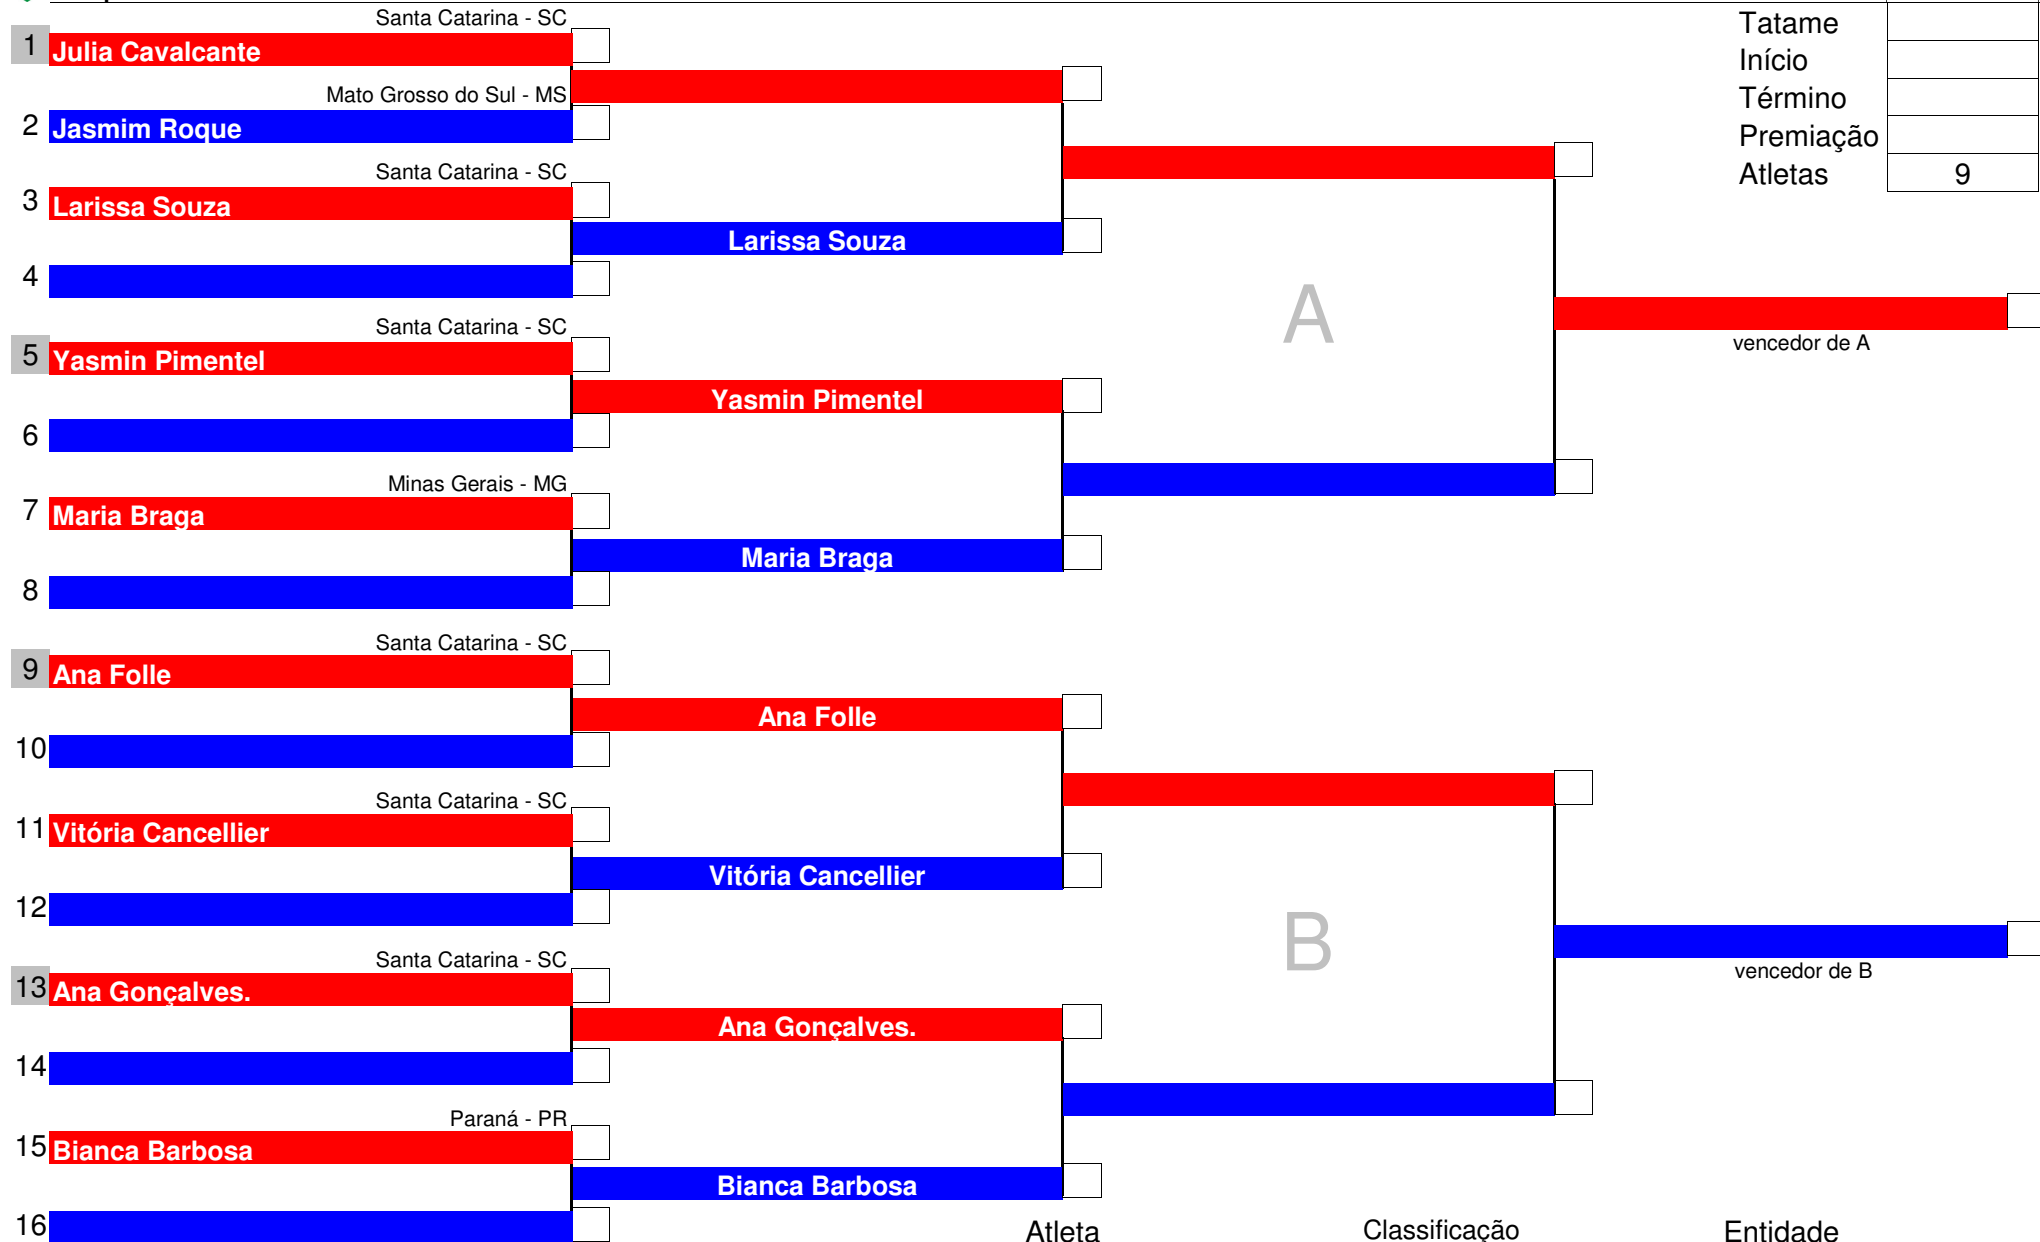 Santa Catarina - SC
1 Julia Cavalcante
Mato Grosso do Sul - MS
2 Jasmim Roque
Santa Catarina - SC
3 Larissa Souza
Larissa Souza
4
Santa Catarina - SC
5 Yasmin Pimentel
Yasmin Pimentel
6
Minas Gerais - MG
7 Maria Braga
Maria Braga
8
Santa Catarina - SC
9 Ana Folle
Ana Folle
10
Santa Catarina - SC
11 Vitória Cancellier
Vitória Cancellier
12
Santa Catarina - SC
13 Ana Gonçalves.
Ana Gonçalves.
14
Paraná - PR
15 Bianca Barbosa
Bianca Barbosa
16
A
vencedor de A
B
vencedor de B
Tatame
Início
Término
Premiação
Atletas 9
Atleta Classificação Entidade